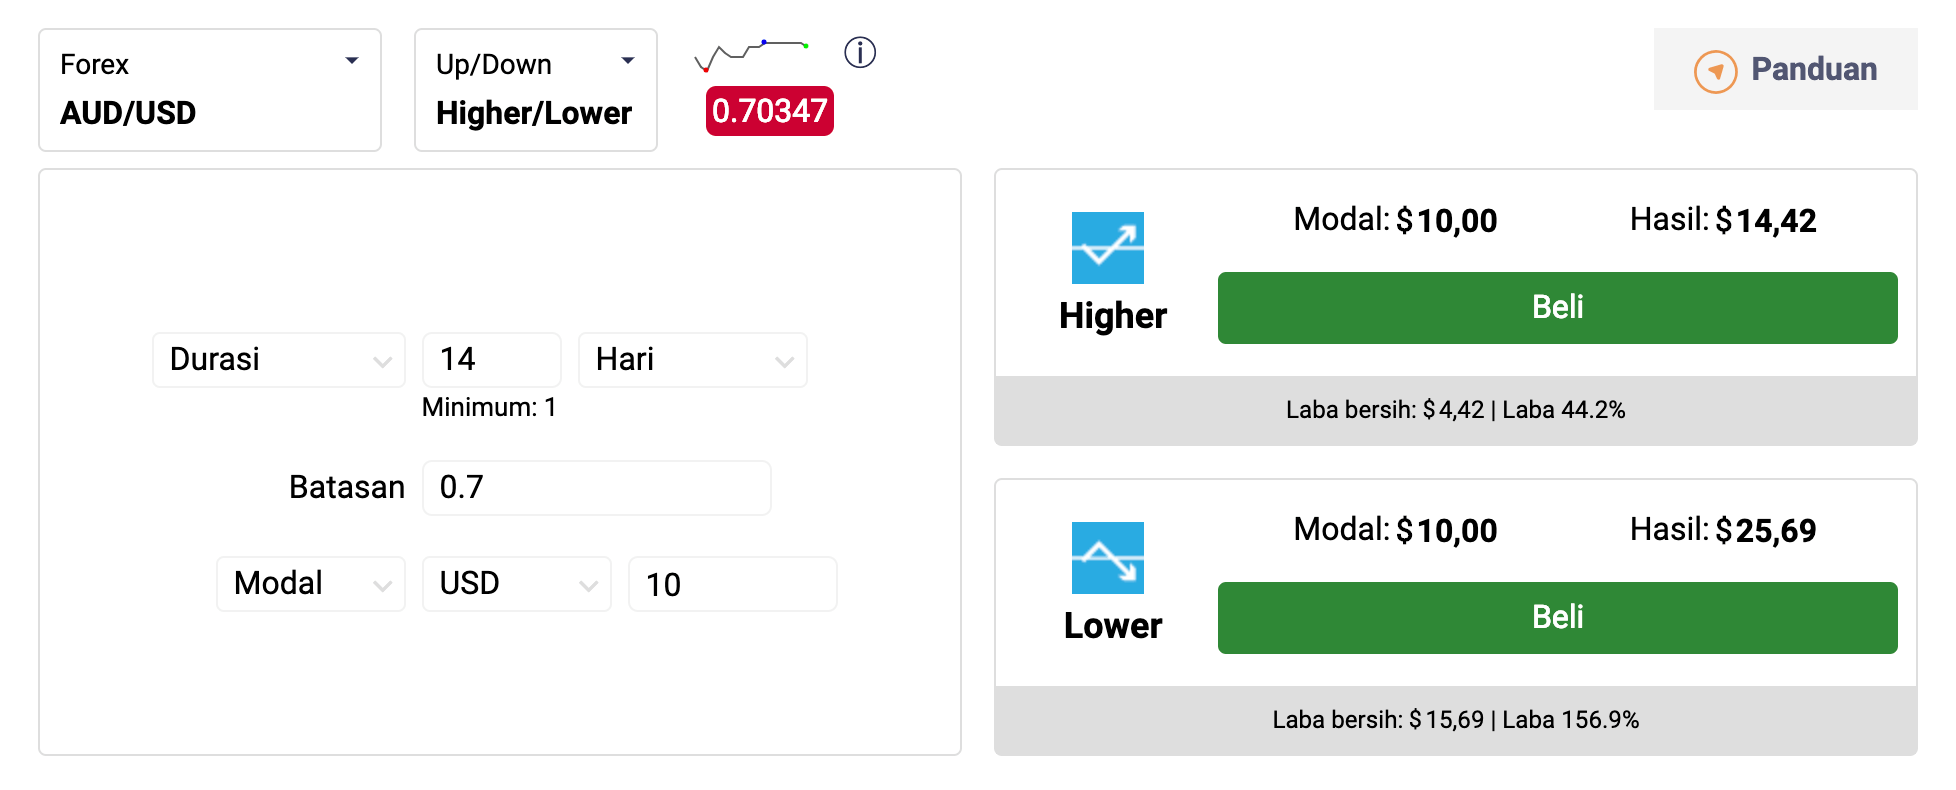 Forex
AUD/USD
Up/Down
Higher/Lower
0.70347
Panduan
Durasi 14 Hari
Minimum: 1
Batasan 0.7
Modal USD 10
Modal: $10,00 Hasil: $14,42
Higher
Beli
Laba bersih: $4,42 | Laba 44.2%
Modal: $10,00 Hasil: $25,69
Lower
Beli
Laba bersih: $15,69 | Laba 156.9%